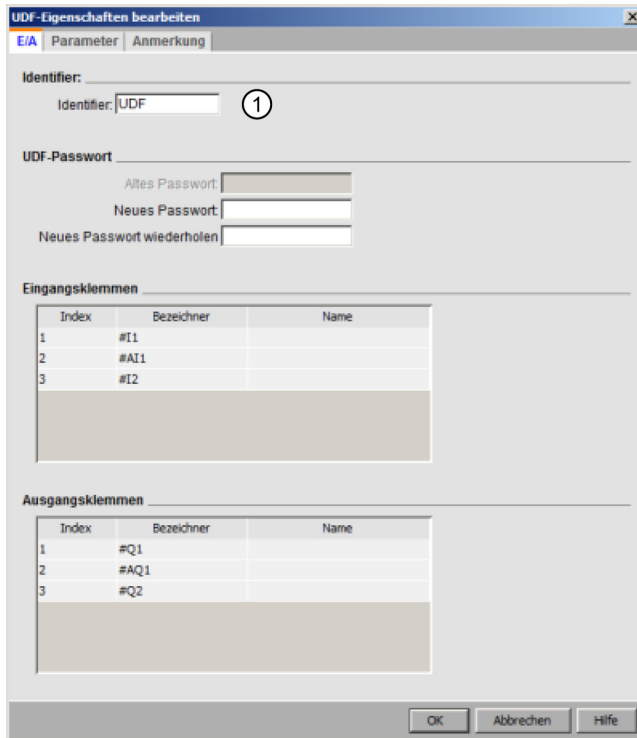 UDF-Eigenschaften bearbeiten
E/A Parameter Anmerkung
Identifier:
Identifier: UDF 1
UDF-Passwort
Altes Passwort:
Neues Passwort:
Neues Passwort wiederholen
Eingangsklemmen
Index Bezeichner Name
1 #I1
2 #AI1
3 #I2
Ausgangsklemmen
Index Bezeichner Name
1 #Q1
2 #AQ1
3 #Q2
OK Abbrechen Hilfe